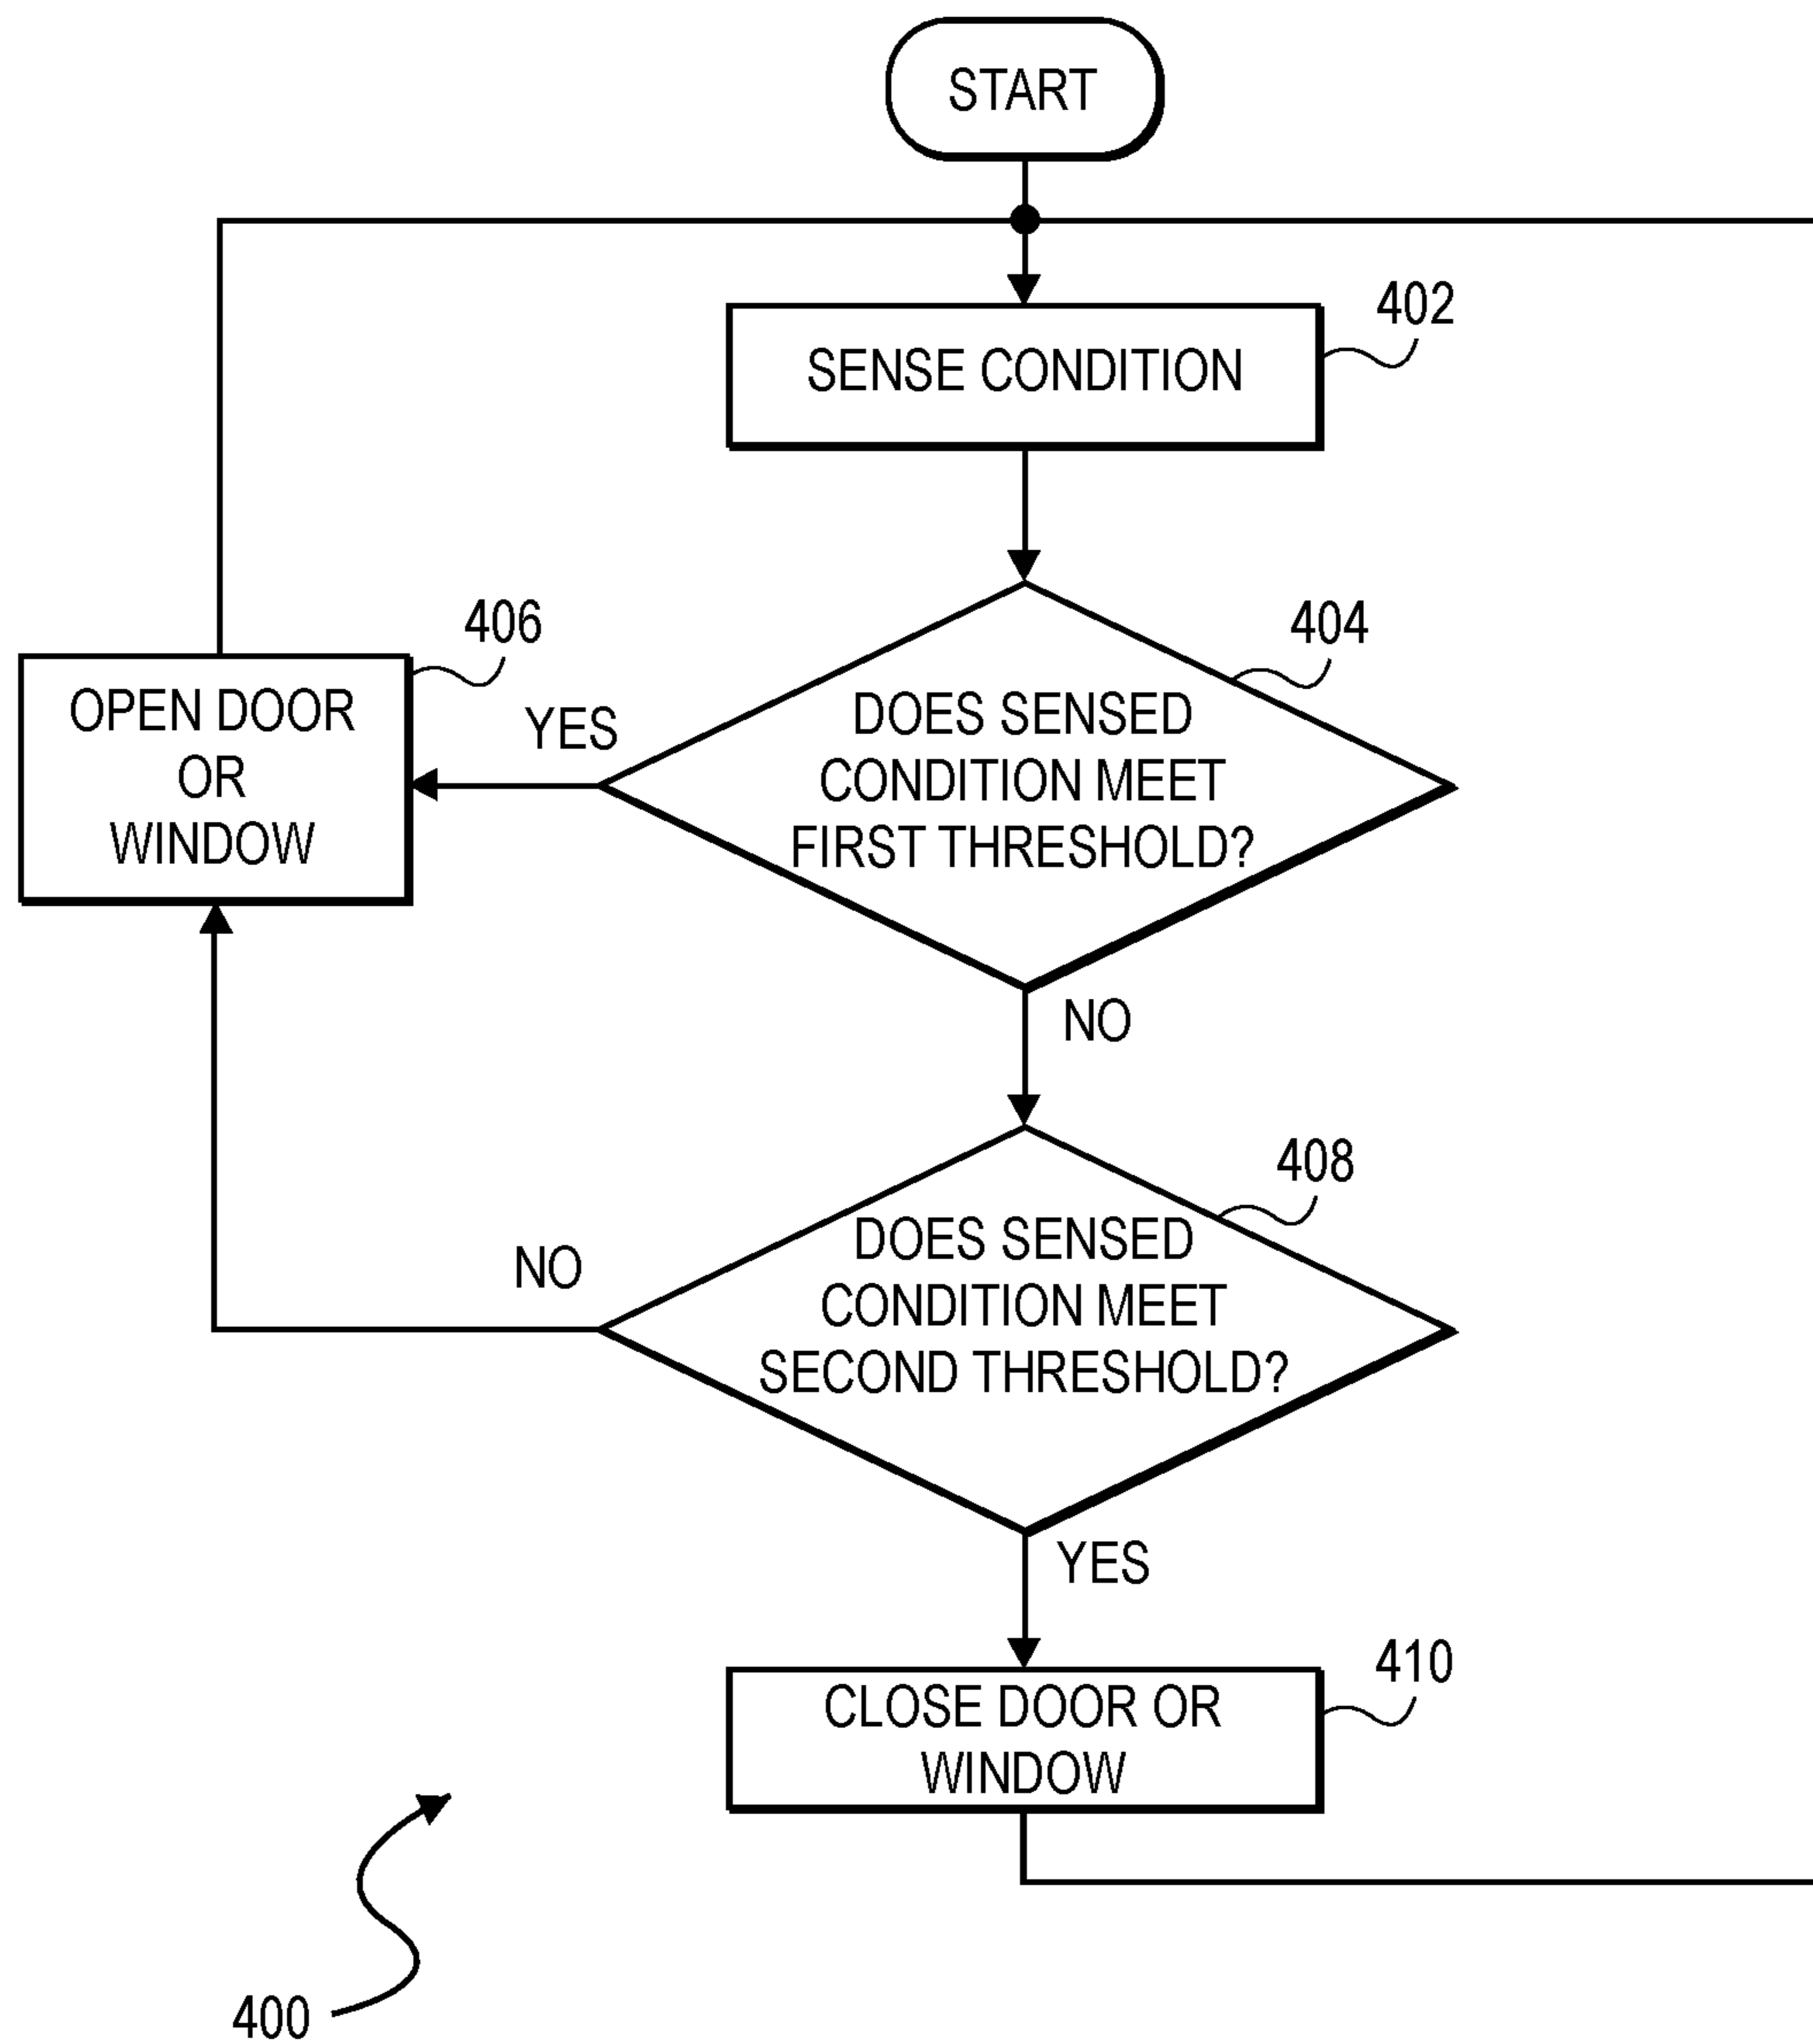 START
402
SENSE CONDITION
406
404
OPEN DOOR
OR
WINDOW
YES
DOES SENSED
CONDITION MEET
FIRST THRESHOLD?
NO
408
DOES SENSED
CONDITION MEET
SECOND THRESHOLD?
NO
YES
410
CLOSE DOOR OR
WINDOW
400